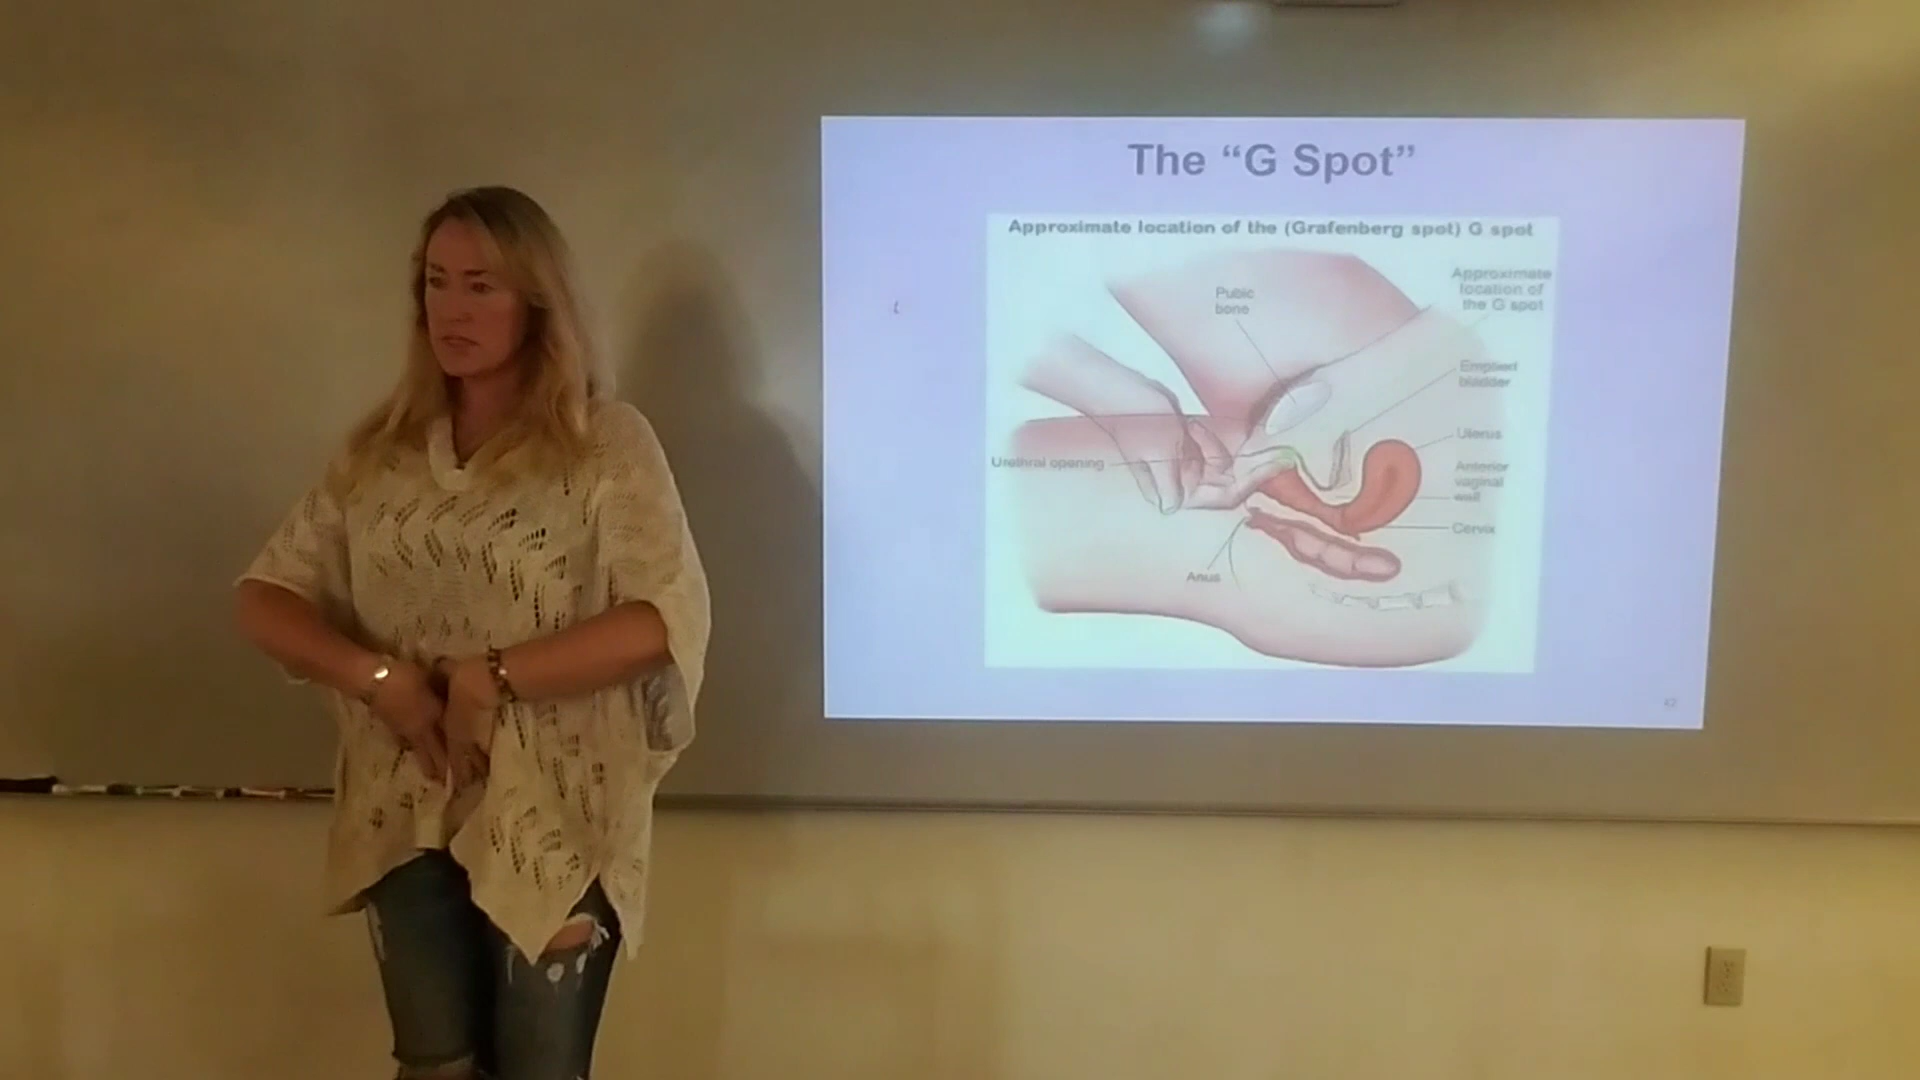 The “G Spot”
Approximate location of the (Grafenberg spot) G spot
Approximate
location of
the G spot
Pubic
bone
Emptied
bladder
Uterus
Urethral opening
Anterior
vaginal
wall
Cervix
Anus
42